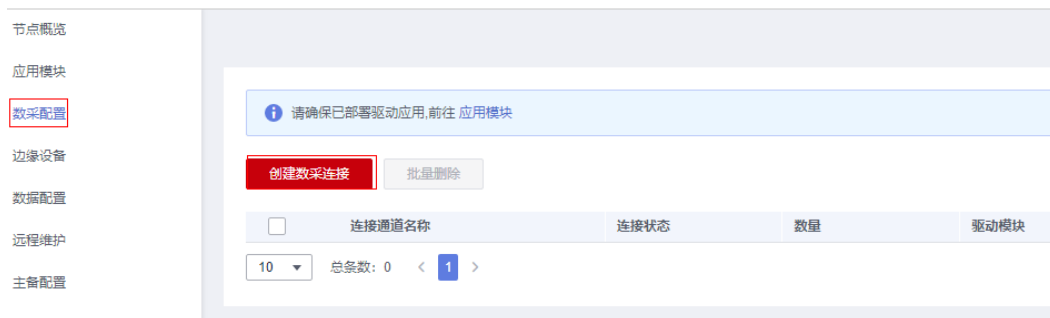 节点概览
应用模块
数采配置
边缘设备
数据配置
远程维护
主备配置
请确保已部署驱动应用,前往 应用模块
创建数采连接 批量删除
连接通道名称 连接状态 数量 驱动模块
10 总条数: 0 < 1 >